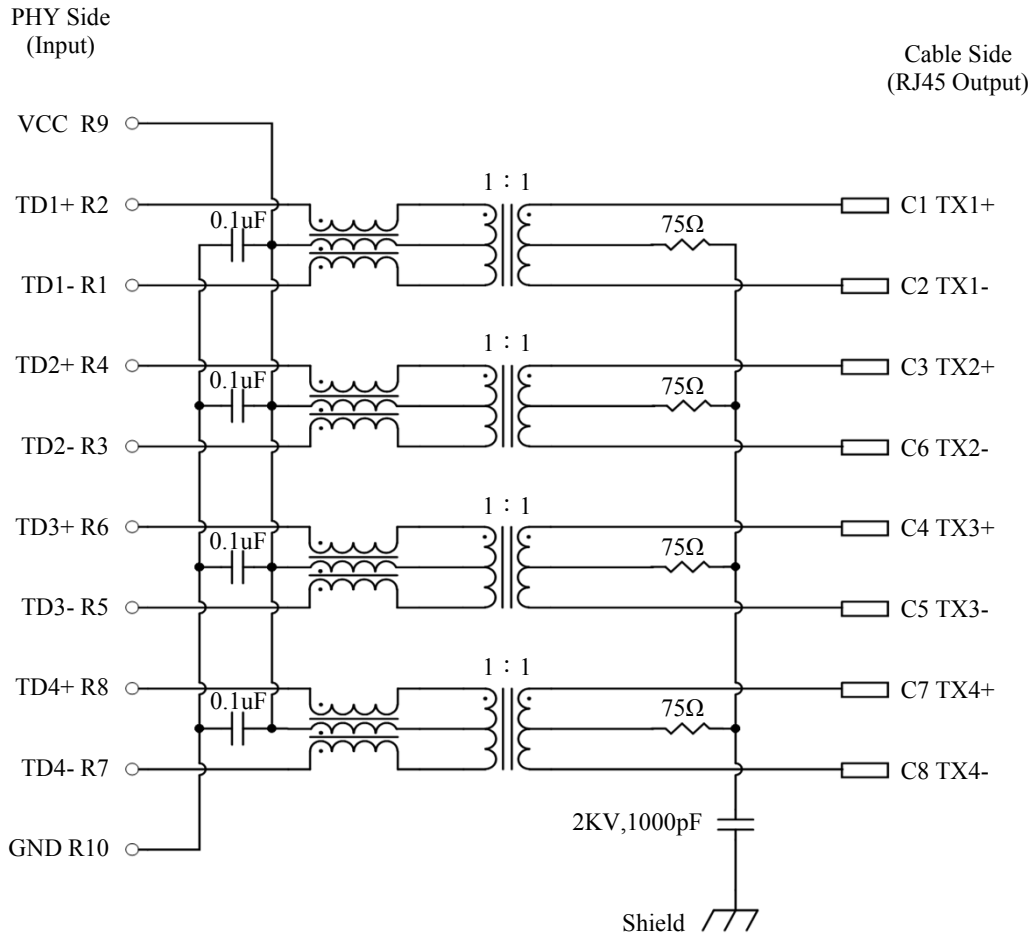 PHY Side
(Input)
Cable Side
(RJ45 Output)
VCC R9
1 : 1
TD1+ R2
0.1uF
75Ω
C1 TX1+
TD1- R1
C2 TX1-
1 : 1
TD2+ R4
0.1uF
75Ω
C3 TX2+
TD2- R3
C6 TX2-
1 : 1
TD3+ R6
0.1uF
75Ω
C4 TX3+
TD3- R5
C5 TX3-
1 : 1
TD4+ R8
0.1uF
75Ω
C7 TX4+
TD4- R7
C8 TX4-
2KV,1000pF
GND R10
Shield